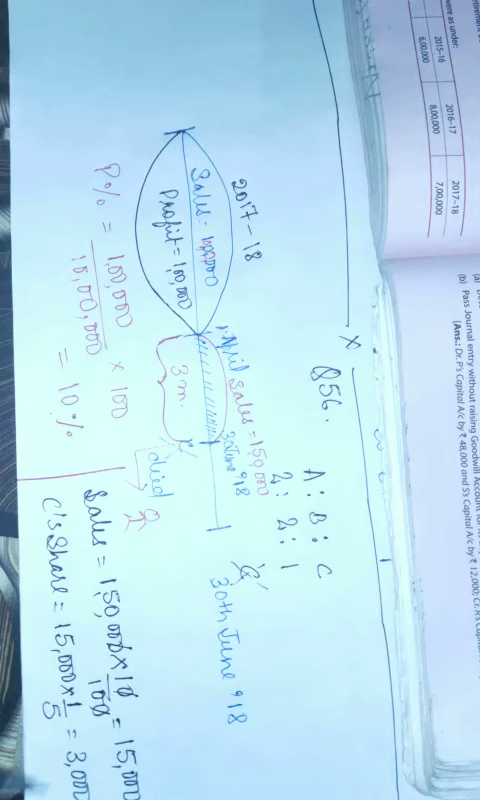 were as under:
2015-16 2016-17 2017-18
6,00,000 8,00,000 7,00,000
(b) Pass Journal entry without raising Goodwill Account
[Ans.: Dr. P's Capital A/c by ₹ 48,000 and S's Capital A/c by ₹ 12,000; Cr. R's
x
Q56.
A : B : C
2 : 2 : 1
30th June '18
2017-18
Sales -
Profit = 1,00,000
1 April
Sales = 150,000
30 June '18
3 m.
died
P% = 1,00,000 / 10,00,000 × 100
= 10%
Sales = 150,000 × 10 / 100 = 15,000
C's Share = 15,000 × 1/5 = 3,000